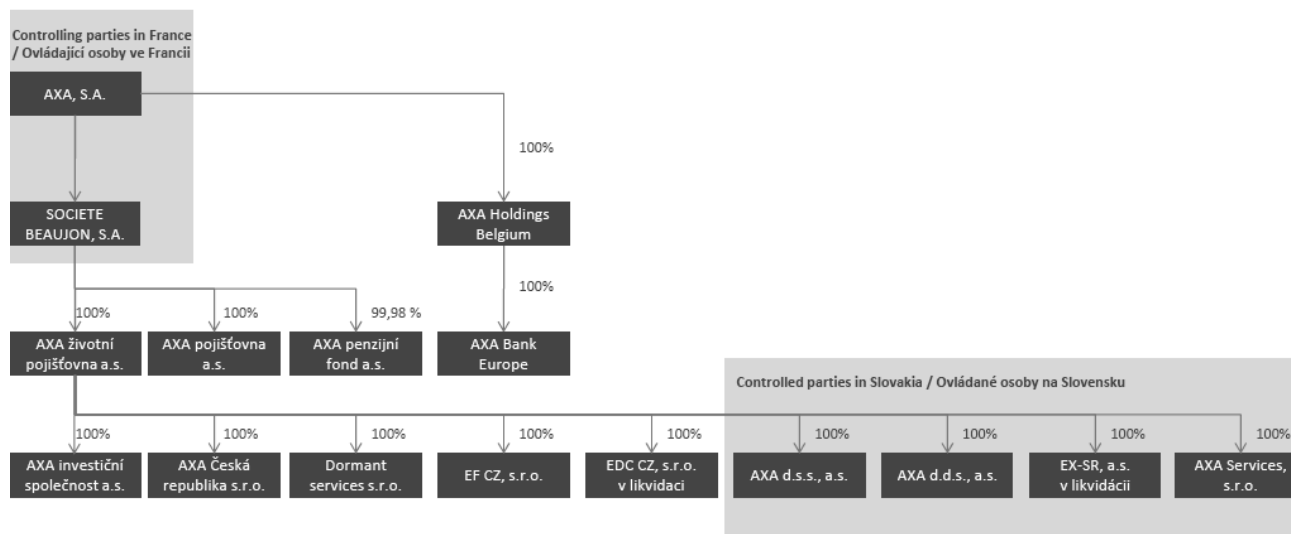 Controlling parties in France
/ Ovládající osoby ve Francii
AXA, S.A.
100%
SOCIETE
BEAUJON, S.A.
AXA Holdings
Belgium
100%
100%
100%
99,98 %
AXA životní
pojišťovna a.s.
AXA pojišťovna
a.s.
AXA penzijní
fond a.s.
AXA Bank
Europe
Controlled parties in Slovakia / Ovládané osoby na Slovensku
100%
100%
100%
100%
100%
100%
100%
100%
100%
AXA investiční
společnost a.s.
AXA Česká
republika s.r.o.
Dormant
services s.r.o.
EF CZ, s.r.o.
EDC CZ, s.r.o.
v likvidaci
AXA d.s.s., a.s.
AXA d.d.s., a.s.
EX-SR, a.s.
v likvidácii
AXA Services,
s.r.o.